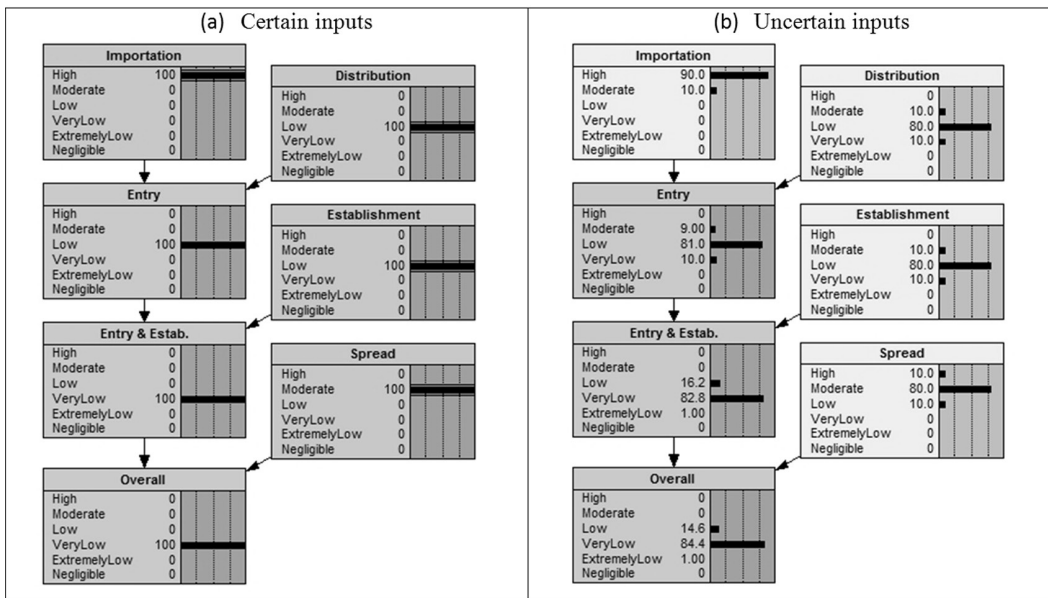 (a) Certain inputs
Importation
High 100
Moderate 0
Low 0
VeryLow 0
ExtremelyLow 0
Negligible 0
Distribution
High 0
Moderate 0
Low 100
VeryLow 0
ExtremelyLow 0
Negligible 0
Entry
High 0
Moderate 0
Low 100
VeryLow 0
ExtremelyLow 0
Negligible 0
Establishment
High 0
Moderate 0
Low 100
VeryLow 0
ExtremelyLow 0
Negligible 0
Entry & Estab.
High 0
Moderate 0
Low 0
VeryLow 100
ExtremelyLow 0
Negligible 0
Spread
High 0
Moderate 100
Low 0
VeryLow 0
ExtremelyLow 0
Negligible 0
Overall
High 0
Moderate 0
Low 0
VeryLow 100
ExtremelyLow 0
Negligible 0
(b) Uncertain inputs
Importation
High 90.0
Moderate 10.0
Low 0
VeryLow 0
ExtremelyLow 0
Negligible 0
Distribution
High 0
Moderate 10.0
Low 80.0
VeryLow 10.0
ExtremelyLow 0
Negligible 0
Entry
High 0
Moderate 9.00
Low 81.0
VeryLow 10.0
ExtremelyLow 0
Negligible 0
Establishment
High 0
Moderate 10.0
Low 80.0
VeryLow 10.0
ExtremelyLow 0
Negligible 0
Entry & Estab.
High 0
Moderate 0
Low 16.2
VeryLow 82.8
ExtremelyLow 1.00
Negligible 0
Spread
High 10.0
Moderate 80.0
Low 10.0
VeryLow 0
ExtremelyLow 0
Negligible 0
Overall
High 0
Moderate 0
Low 14.6
VeryLow 84.4
ExtremelyLow 1.00
Negligible 0